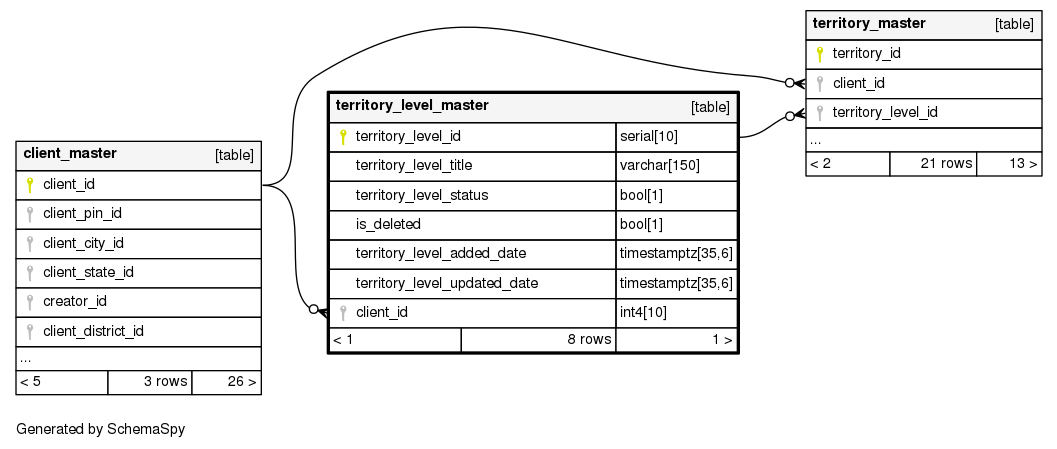 client_master [table]
client_id
client_pin_id
client_city_id
client_state_id
creator_id
client_district_id
...
< 5 3 rows 26 >
territory_level_master [table]
territory_level_id serial[10]
territory_level_title varchar[150]
territory_level_status bool[1]
is_deleted bool[1]
territory_level_added_date timestamptz[35,6]
territory_level_updated_date timestamptz[35,6]
client_id int4[10]
< 1 8 rows 1 >
territory_master [table]
territory_id
client_id
territory_level_id
...
< 2 21 rows 13 >
Generated by SchemaSpy